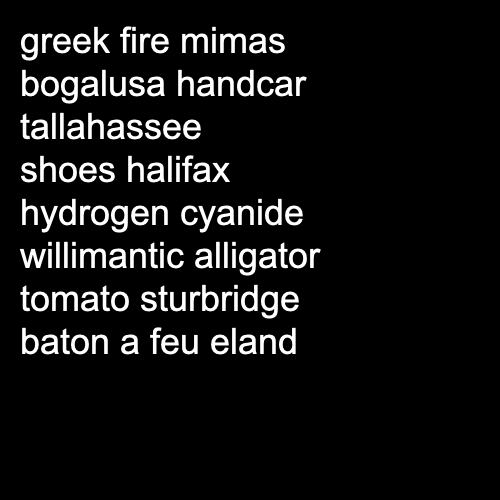 greek fire mimas
bogalusa handcar
tallahassee
shoes halifax
hydrogen cyanide
willimantic alligator
tomato sturbridge
baton a feu eland